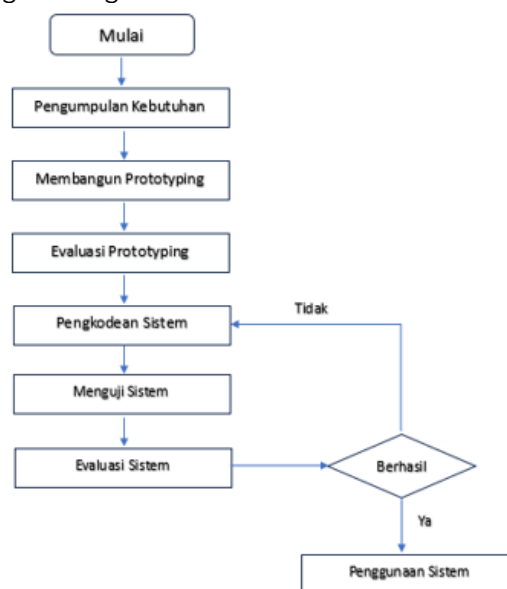 Mulai
Pengumpulan Kebutuhan
Membangun Prototyping
Evaluasi Prototyping
Pengkodean Sistem
Tidak
Menguji Sistem
Evaluasi Sistem
Berhasil
Ya
Penggunaan Sistem